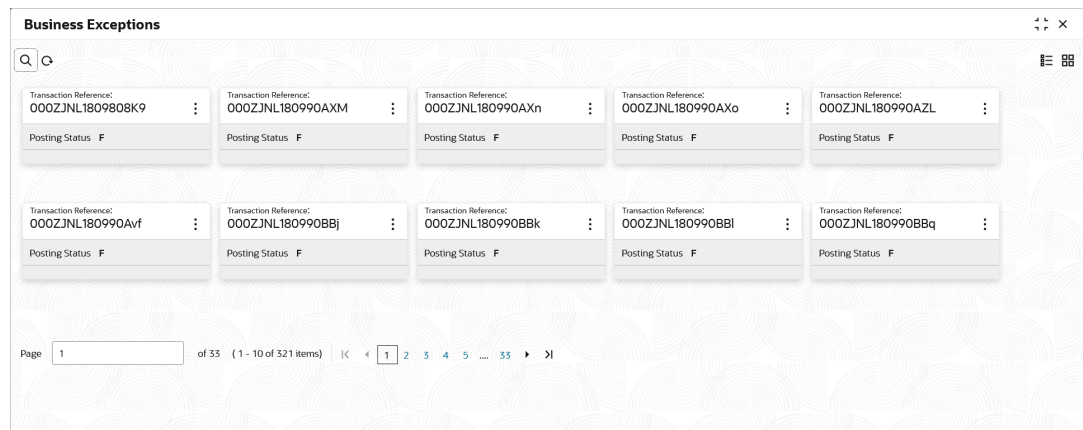 Business Exceptions
Transaction Reference: Transaction Reference: Transaction Reference: Transaction Reference: Transaction Reference:
000ZJNL1809808K9 000ZJNL180990AXM 000ZJNL180990AXn 000ZJNL180990AXo 000ZJNL180990AZL
Posting Status F Posting Status F Posting Status F Posting Status F Posting Status F
Transaction Reference: Transaction Reference: Transaction Reference: Transaction Reference: Transaction Reference:
000ZJNL180990Avf 000ZJNL180990BBj 000ZJNL180990BBk 000ZJNL180990BBl 000ZJNL180990BBq
Posting Status F Posting Status F Posting Status F Posting Status F Posting Status F
Page 1 of 33 ( 1 - 10 of 321 items) 1 2 3 4 5 .... 33